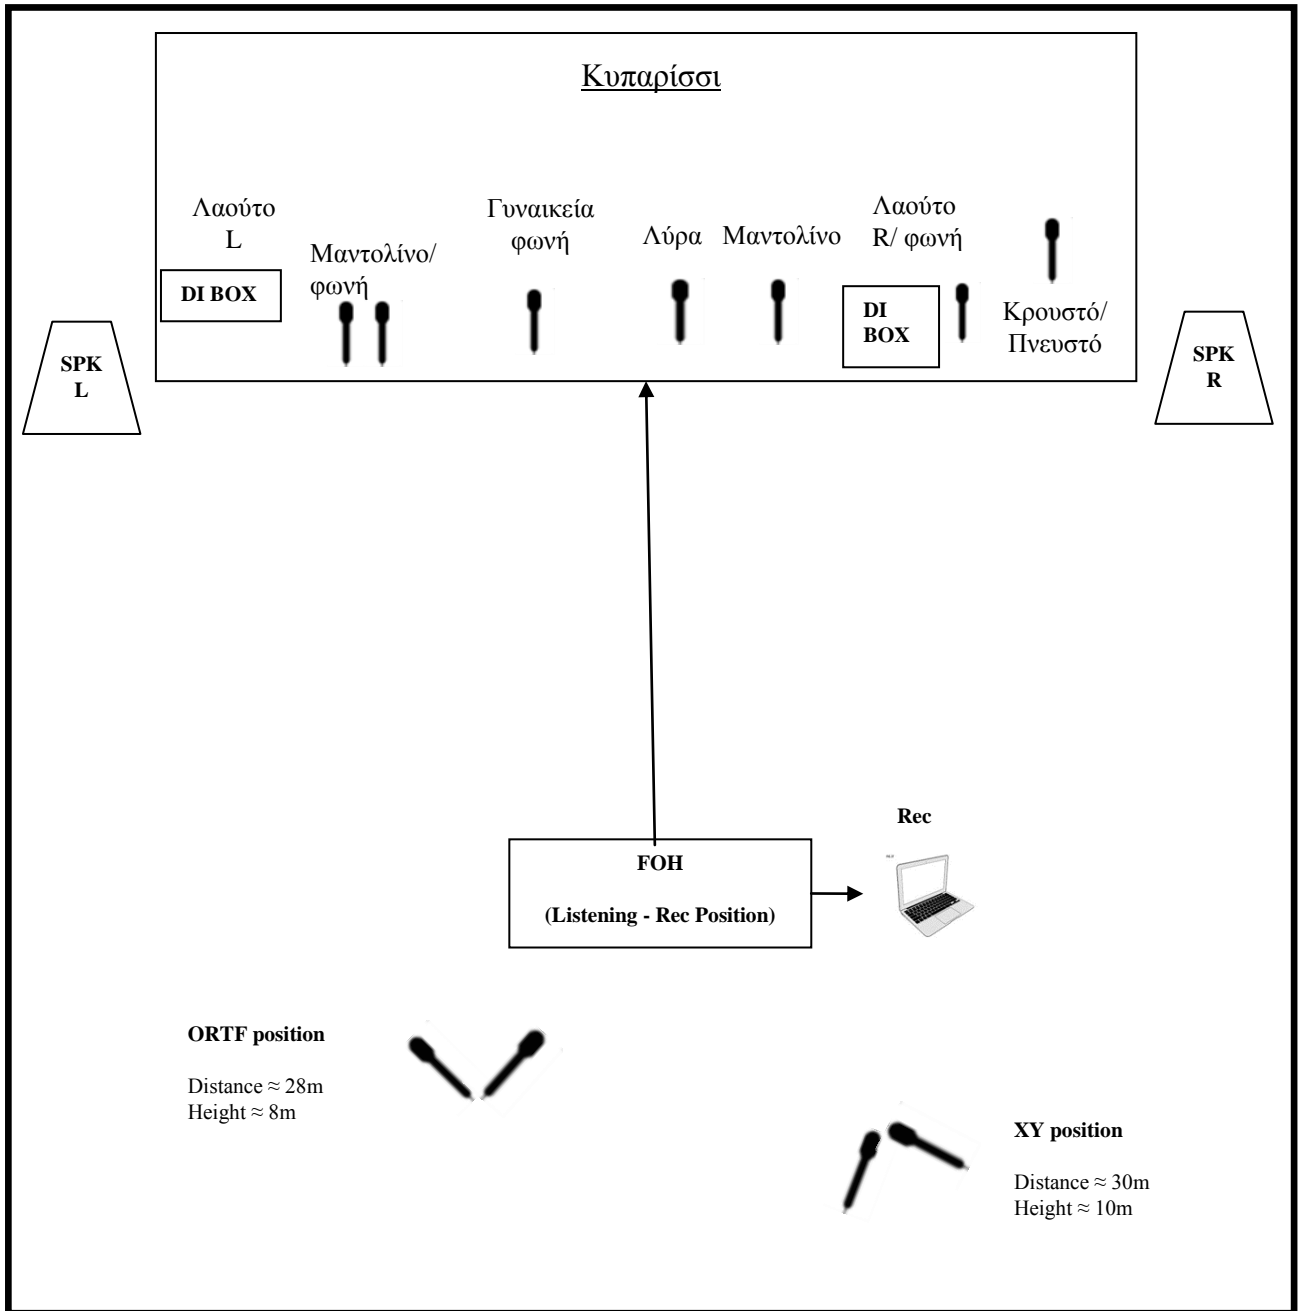 Κυπαρίσσι
Λαούτο
L
DI BOX
Μαντολίνο/
φωνή
Γυναικεία
φωνή
Λύρα
Μαντολίνο
Λαούτο
R/ φωνή
DI
BOX
Κρουστό/
Πνευστό
SPK
L
SPK
R
Rec
FOH
(Listening - Rec Position)
ORTF position
Distance ≈ 28m
Height ≈ 8m
XY position
Distance ≈ 30m
Height ≈ 10m